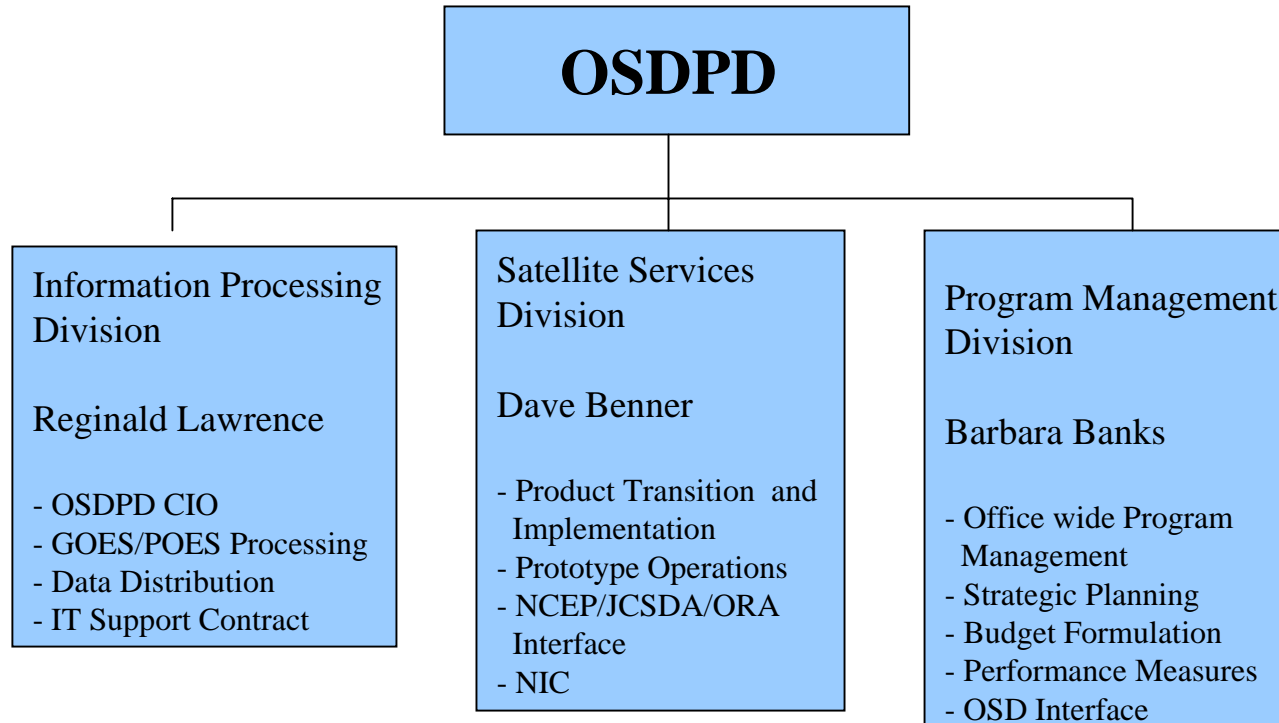 OSDPD
Information Processing
Division
Reginald Lawrence
- OSDPD CIO
- GOES/POES Processing
- Data Distribution
- IT Support Contract
Satellite Services
Division
Dave Benner
- Product Transition and
Implementation
- Prototype Operations
- NCEP/JCSDA/ORA
Interface
- NIC
Program Management
Division
Barbara Banks
- Office wide Program
Management
- Strategic Planning
- Budget Formulation
- Performance Measures
- OSD Interface